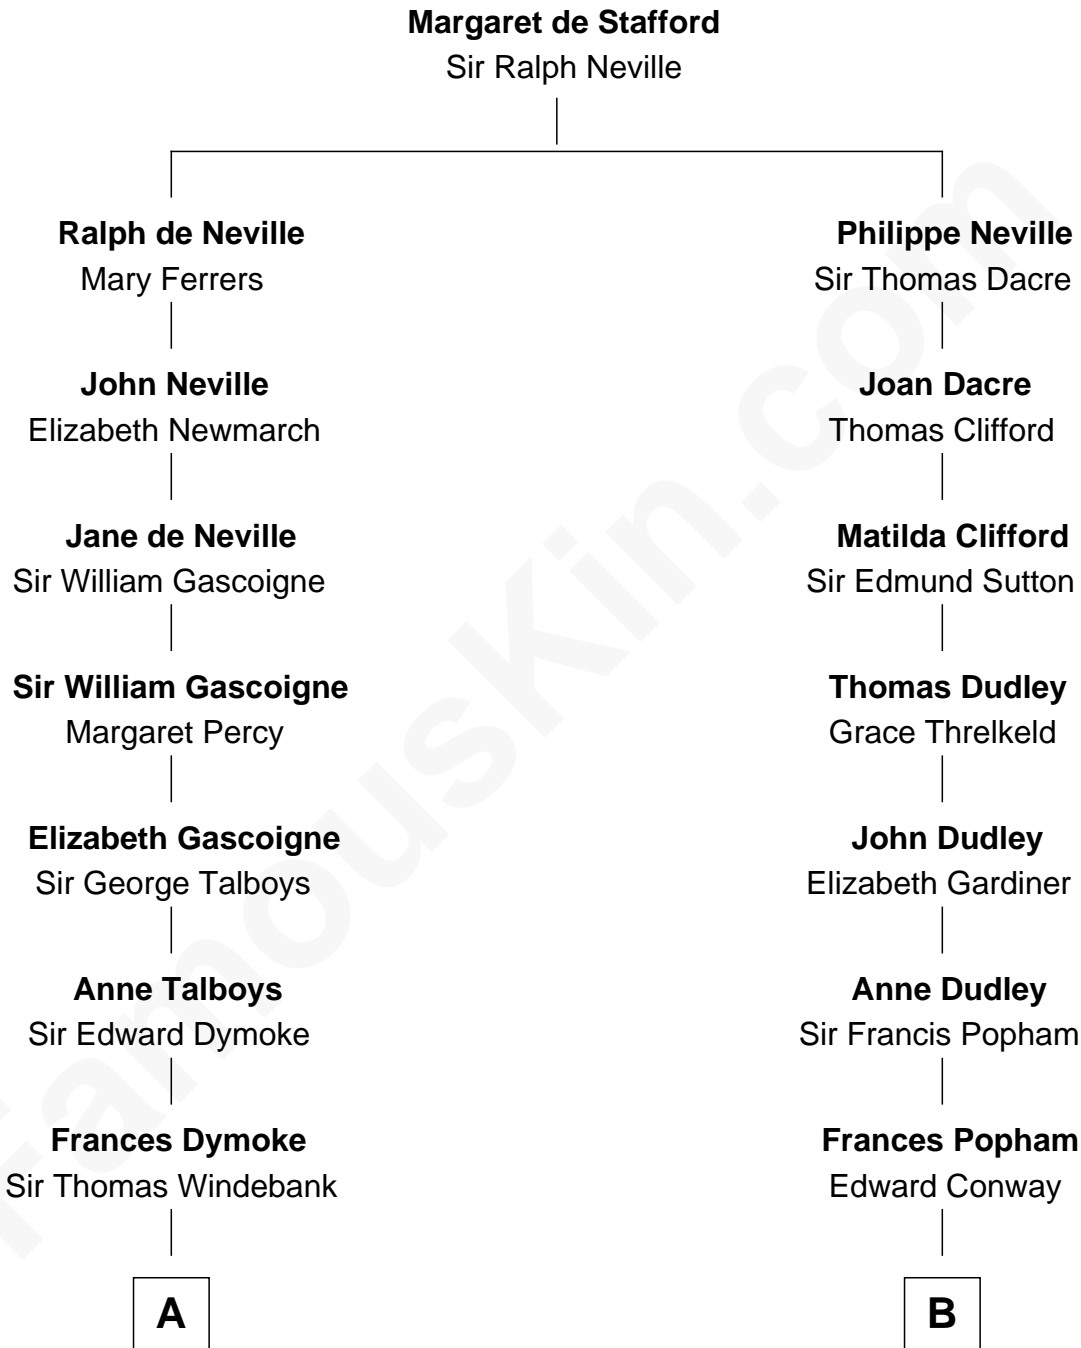 Margaret de Stafford
Sir Ralph Neville
Ralph de Neville
Mary Ferrers
John Neville
Elizabeth Newmarch
Jane de Neville
Sir William Gascoigne
Sir William Gascoigne
Margaret Percy
Elizabeth Gascoigne
Sir George Talboys
Anne Talboys
Sir Edward Dymoke
Frances Dymoke
Sir Thomas Windebank
A
Philippe Neville
Sir Thomas Dacre
Joan Dacre
Thomas Clifford
Matilda Clifford
Sir Edmund Sutton
Thomas Dudley
Grace Threlkeld
John Dudley
Elizabeth Gardiner
Anne Dudley
Sir Francis Popham
Frances Popham
Edward Conway
B
FamousKin.com